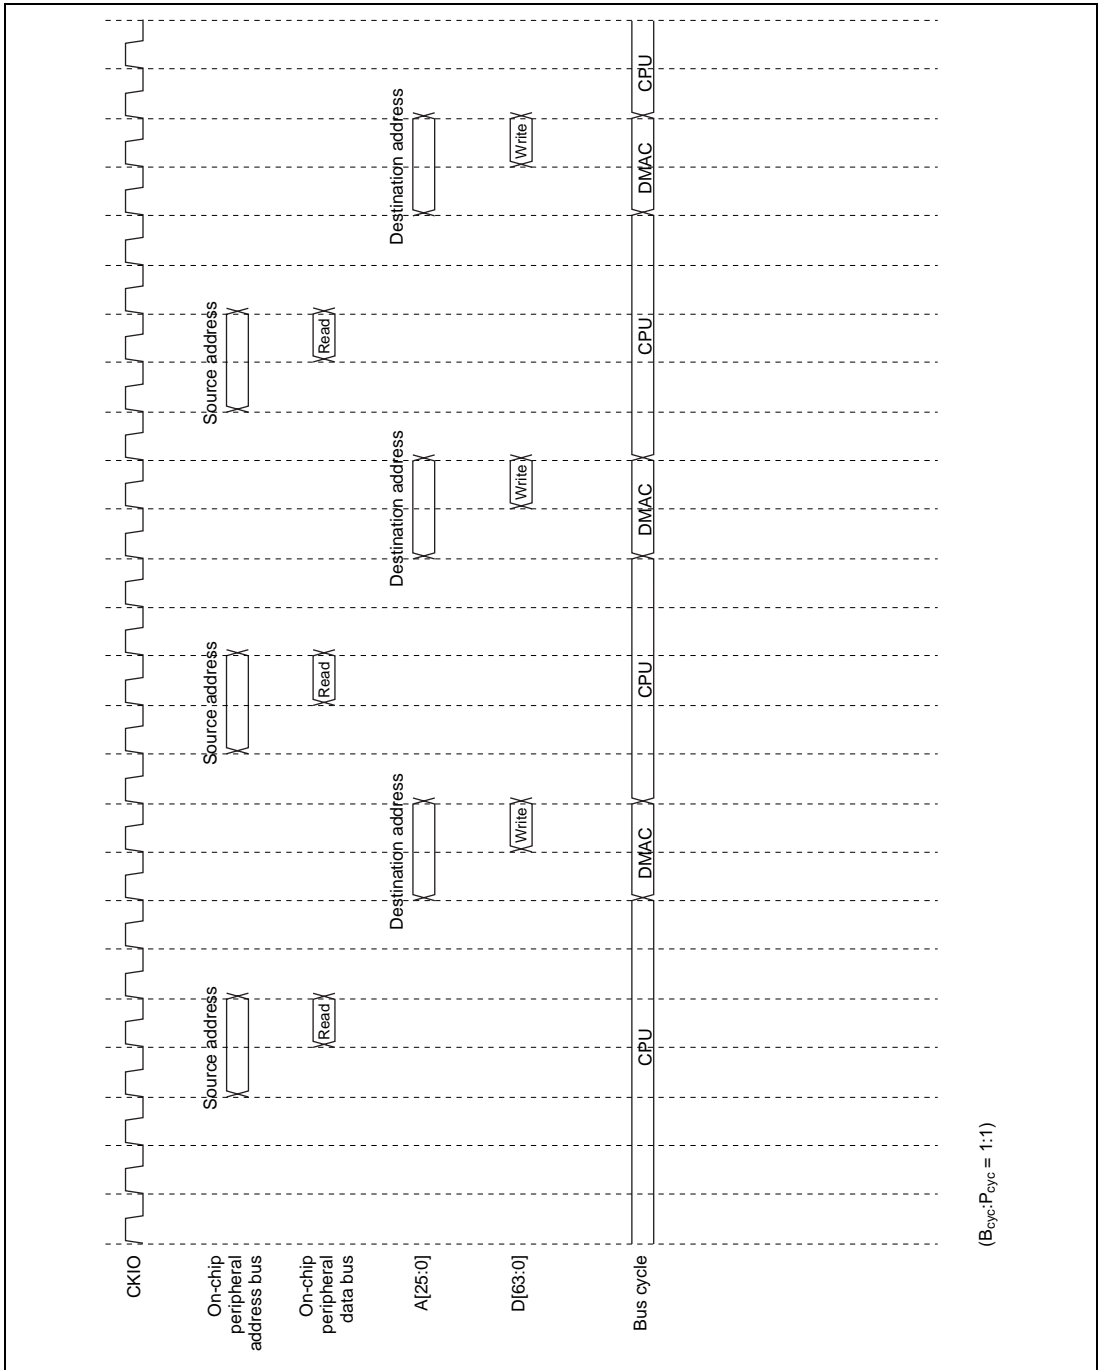 CKIO
On-chip
peripheral
address bus
Source address
Source address
Source address
On-chip
peripheral
data bus
Read
Read
Read
A[25:0]
Destination address
Destination address
Destination address
D[63:0]
Write
Write
Write
Bus cycle
CPU
DMAC
CPU
DMAC
CPU
DMAC
CPU
(Bcyc:Pcyc = 1:1)